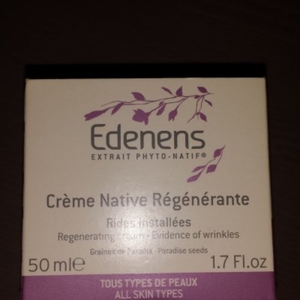 Edenens
EXTRAIT PHYTO-NATIF®
Crème Native Régénérante
Rides installées
Regenerating cream - Evidence of wrinkles
Graines de Paradis - Paradise seeds
50 ml e 1.7 Fl.oz
TOUS TYPES DE PEAUX
ALL SKIN TYPES